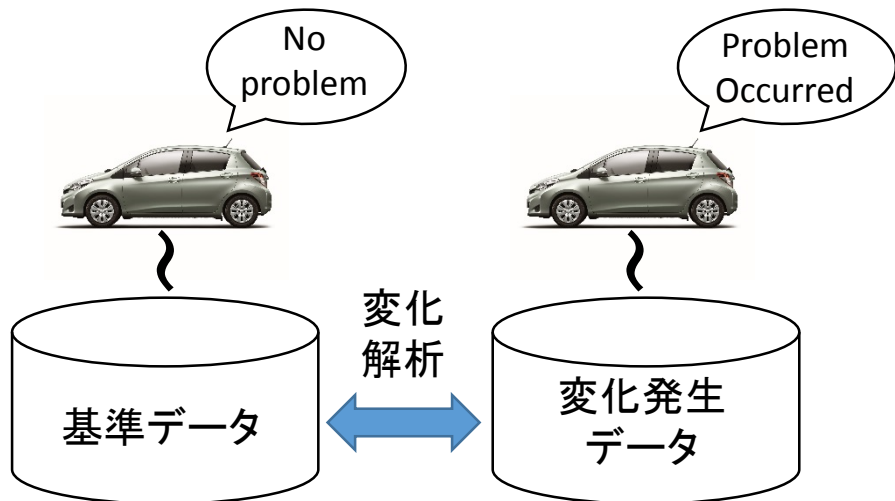 No
problem
Problem
Occurred
変化
解析
基準データ
変化発生
データ